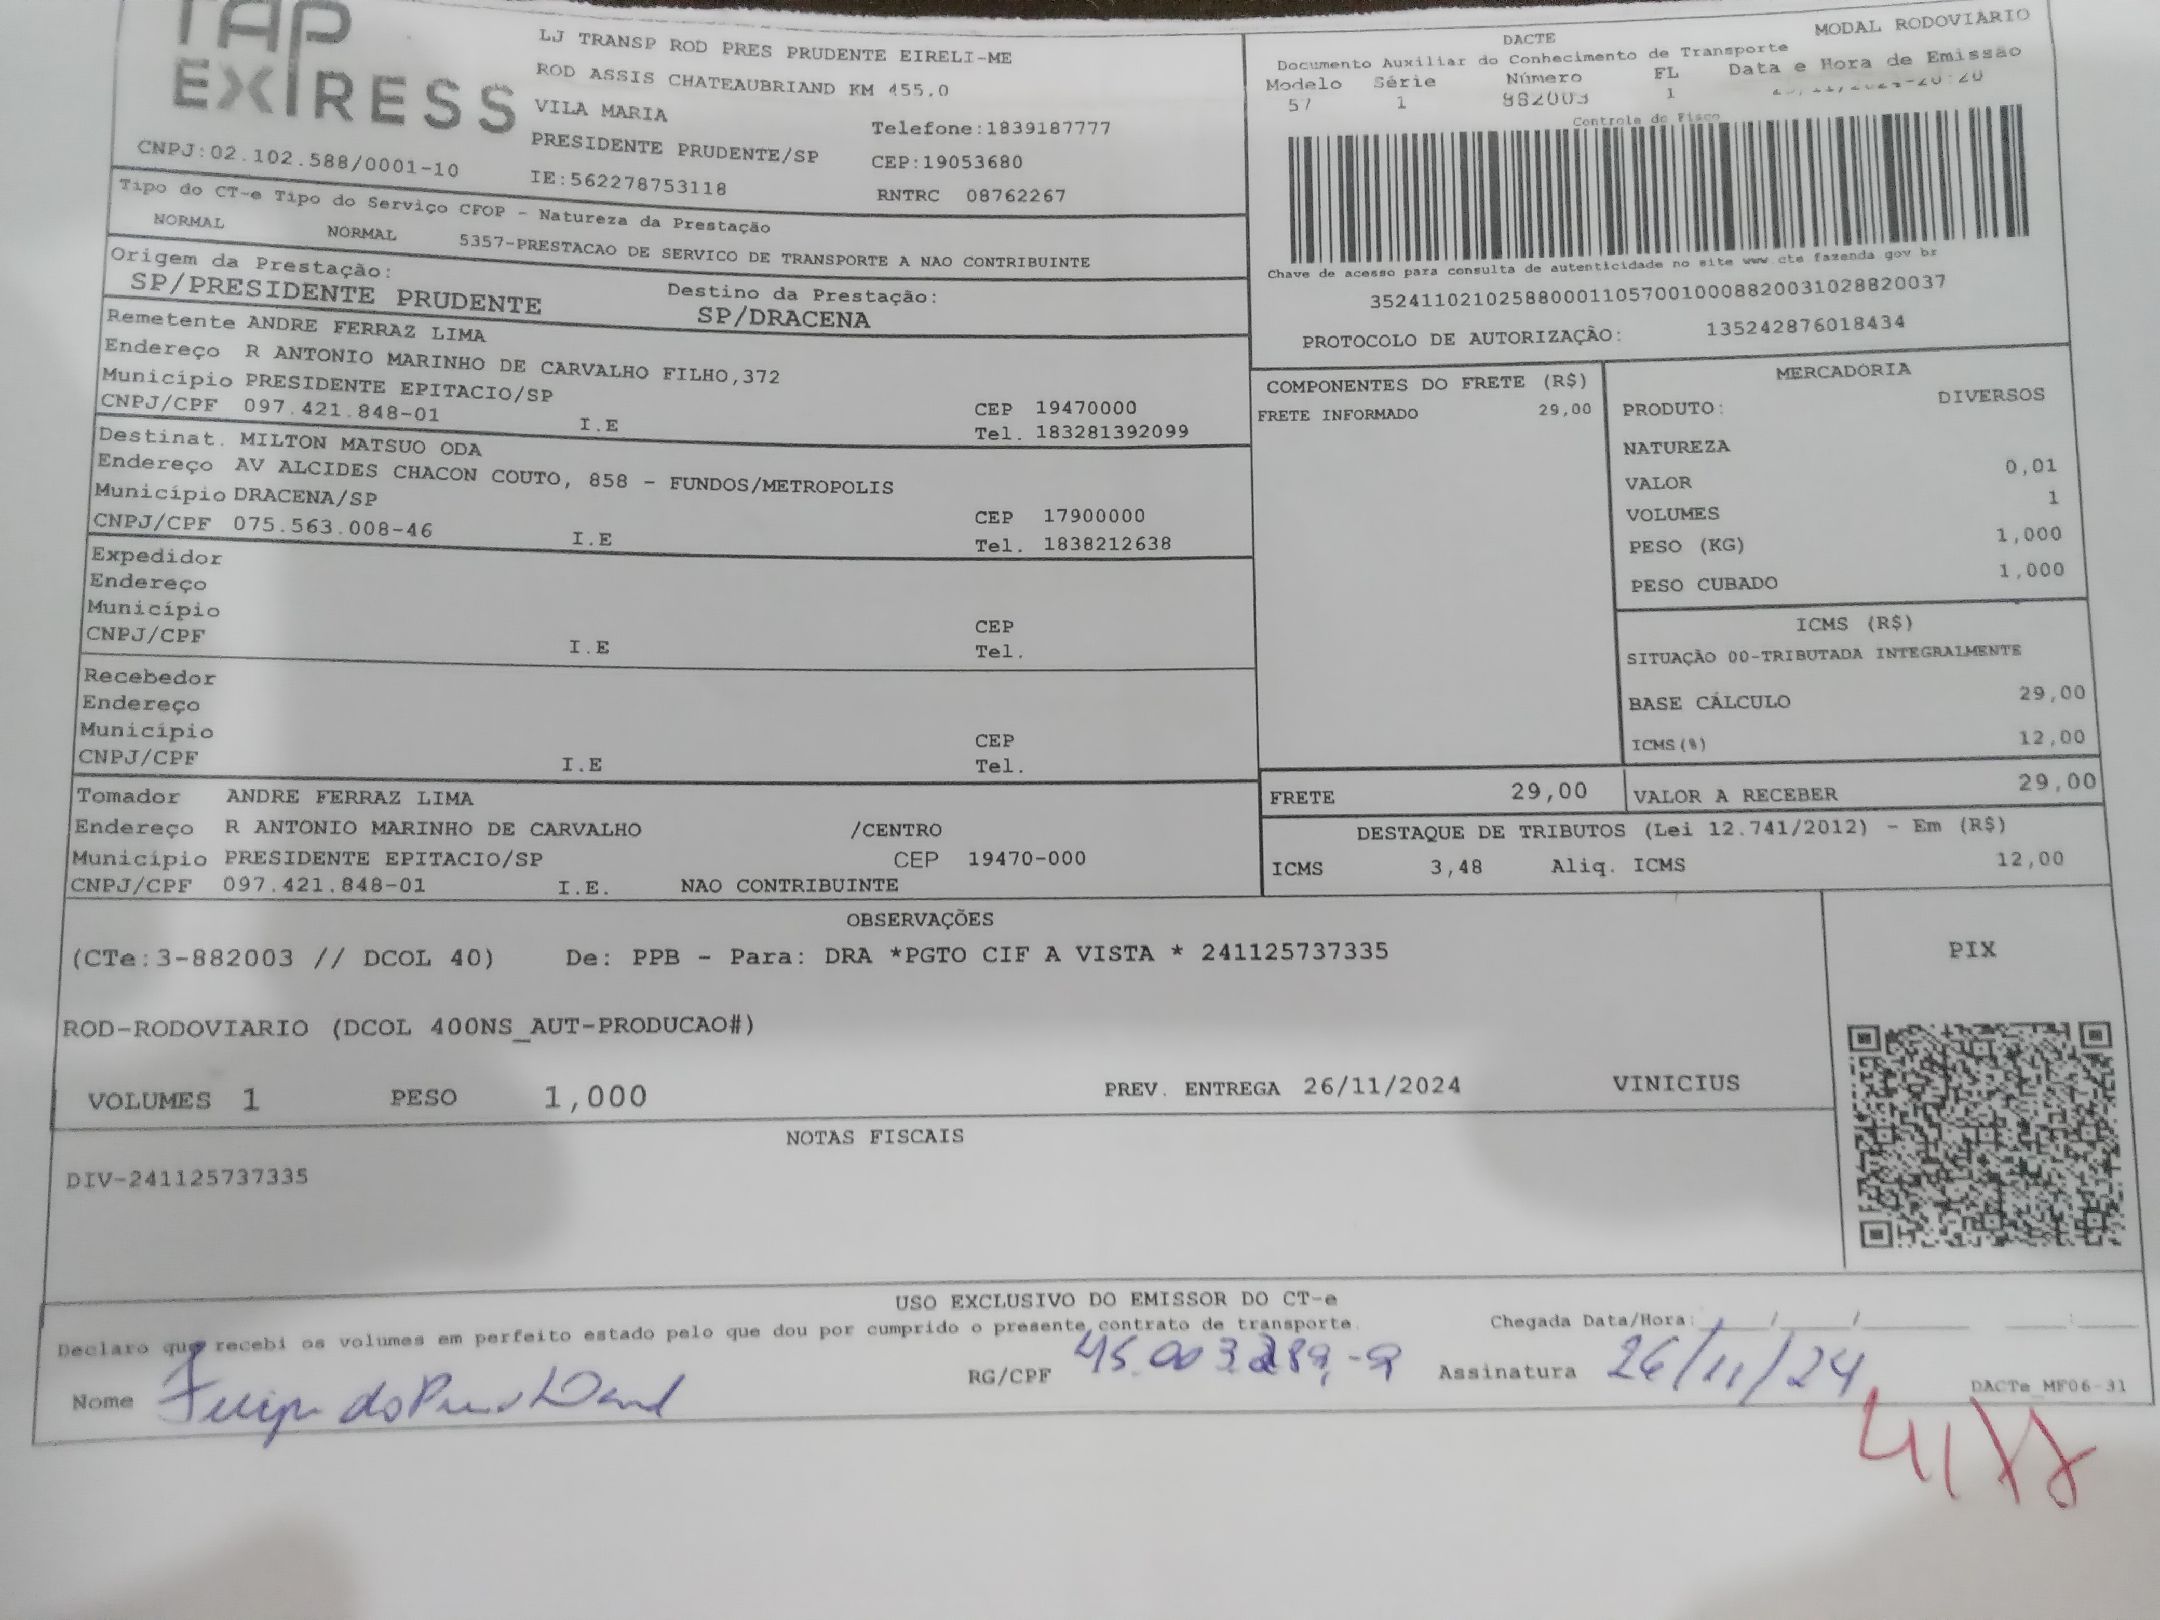 TAP
EXPRESS
CNPJ:02.102.588/0001-10
LJ TRANSP ROD PRES PRUDENTE EIRELI-ME
ROD ASSIS CHATEAUBRIAND KM 455.0
VILA MARIA
PRESIDENTE PRUDENTE/SP
IE:562278753118
Telefone:1839187777
CEP:19053680
RNTRC 08762267
DACTE
MODAL RODOVIARIO
Documento Auxiliar do Conhecimento de Transporte
Modelo Série Número FL Data e Hora de Emissão
57 1 882003 1
Controle do Fisco
Chave de acesso para consulta de autenticidade no site www.cte fazenda gov br
35241102102588000110570010008820031028820037
PROTOCOLO DE AUTORIZAÇÃO: 135242876018434
Tipo do CT-e Tipo do Serviço CFOP - Natureza da Prestação
NORMAL NORMAL 5357-PRESTACAO DE SERVICO DE TRANSPORTE A NAO CONTRIBUINTE
Origem da Prestação:
SP/PRESIDENTE PRUDENTE
Destino da Prestação:
SP/DRACENA
Remetente ANDRE FERRAZ LIMA
Endereço R ANTONIO MARINHO DE CARVALHO FILHO,372
Município PRESIDENTE EPITACIO/SP CEP 19470000
CNPJ/CPF 097.421.848-01 I.E Tel. 183281392099
Destinat. MILTON MATSUO ODA
Endereço AV ALCIDES CHACON COUTO, 858 - FUNDOS/METROPOLIS
Município DRACENA/SP CEP 17900000
CNPJ/CPF 075.563.008-46 I.E Tel. 1838212638
Expedidor
Endereço
Município CEP
CNPJ/CPF I.E Tel.
Recebedor
Endereço
Município CEP
CNPJ/CPF I.E Tel.
Tomador ANDRE FERRAZ LIMA
Endereço R ANTONIO MARINHO DE CARVALHO /CENTRO
Município PRESIDENTE EPITACIO/SP CEP 19470-000
CNPJ/CPF 097.421.848-01 I.E. NAO CONTRIBUINTE
COMPONENTES DO FRETE (R$)
FRETE INFORMADO 29,00
MERCADORIA
PRODUTO: DIVERSOS
NATUREZA
VALOR 0,01
VOLUMES 1
PESO (KG) 1,000
PESO CUBADO 1,000
ICMS (R$)
SITUAÇÃO 00-TRIBUTADA INTEGRALMENTE
BASE CÁLCULO 29,00
ICMS(%) 12,00
FRETE 29,00 VALOR A RECEBER 29,00
DESTAQUE DE TRIBUTOS (Lei 12.741/2012) - Em (R$)
ICMS 3,48 Aliq. ICMS 12,00
OBSERVAÇÕES
(CTe:3-882003 // DCOL 40) De: PPB - Para: DRA *PGTO CIF A VISTA * 241125737335
ROD-RODOVIARIO (DCOL 400NS_AUT-PRODUCAO#)
VOLUMES 1 PESO 1,000 PREV. ENTREGA 26/11/2024 VINICIUS
PIX
NOTAS FISCAIS
DIV-241125737335
USO EXCLUSIVO DO EMISSOR DO CT-e
Declaro que recebi os volumes em perfeito estado pelo que dou por cumprido o presente contrato de transporte.
Chegada Data/Hora: ___/___/_____ ___:___
Nome RG/CPF Assinatura 26/11/24
DACTe_MF06-31